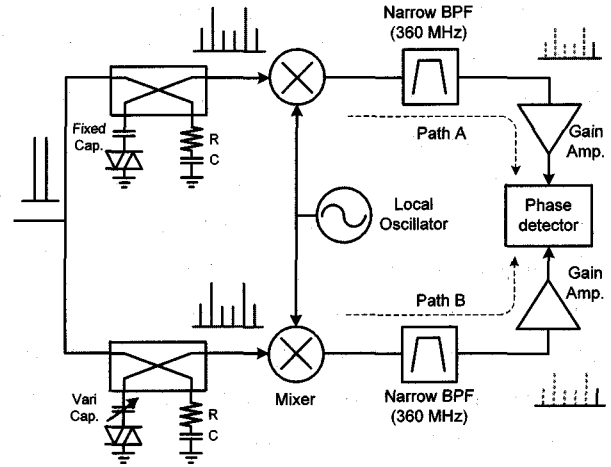 Narrow BPF
(360 MHz)
Fixed
Cap.
R
C
Path A
Gain
Amp.
Local
Oscillator
Phase
detector
Path B
Gain
Amp.
Vari
Cap.
R
C
Mixer
Narrow BPF
(360 MHz)